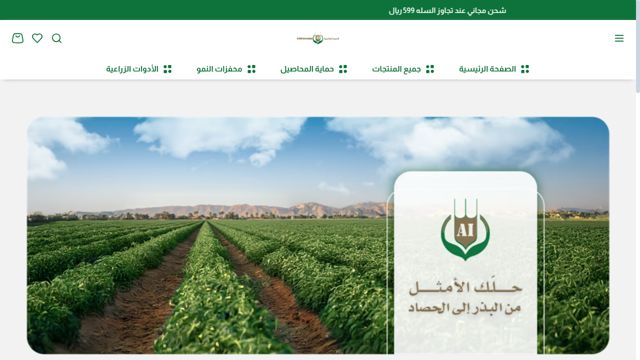 شحن مجاني عند تجاوز السله 599 ريال
الصفحة الرئيسية
جميع المنتجات
حماية المحاصيل
محفزات النمو
الأدوات الزراعية
AI
حلّك الأمثل
من البذر إلى الحصاد